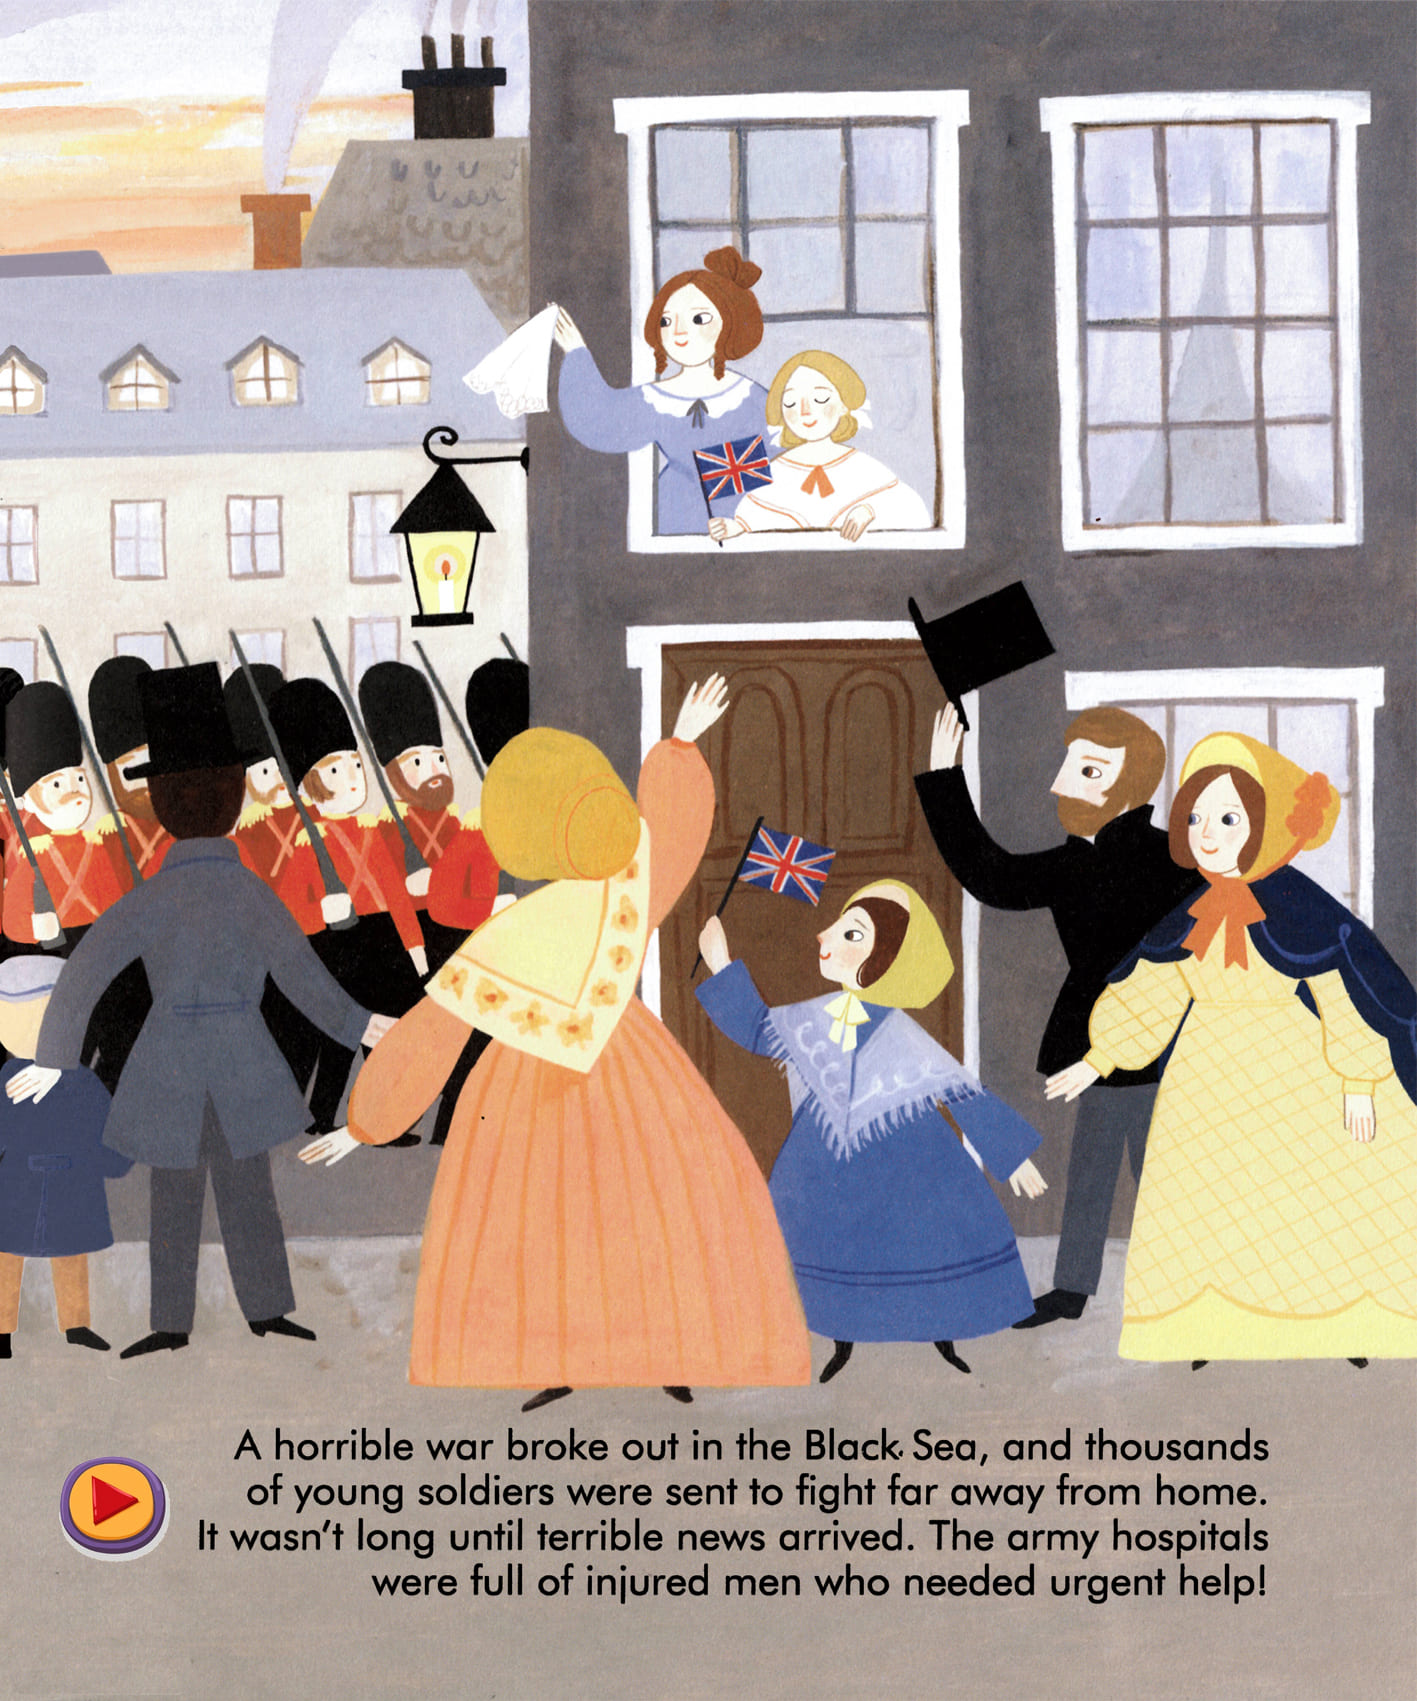 A horrible war broke out in the Black Sea, and thousands
of young soldiers were sent to fight far away from home.
It wasn't long until terrible news arrived. The army hospitals
were full of injured men who needed urgent help!